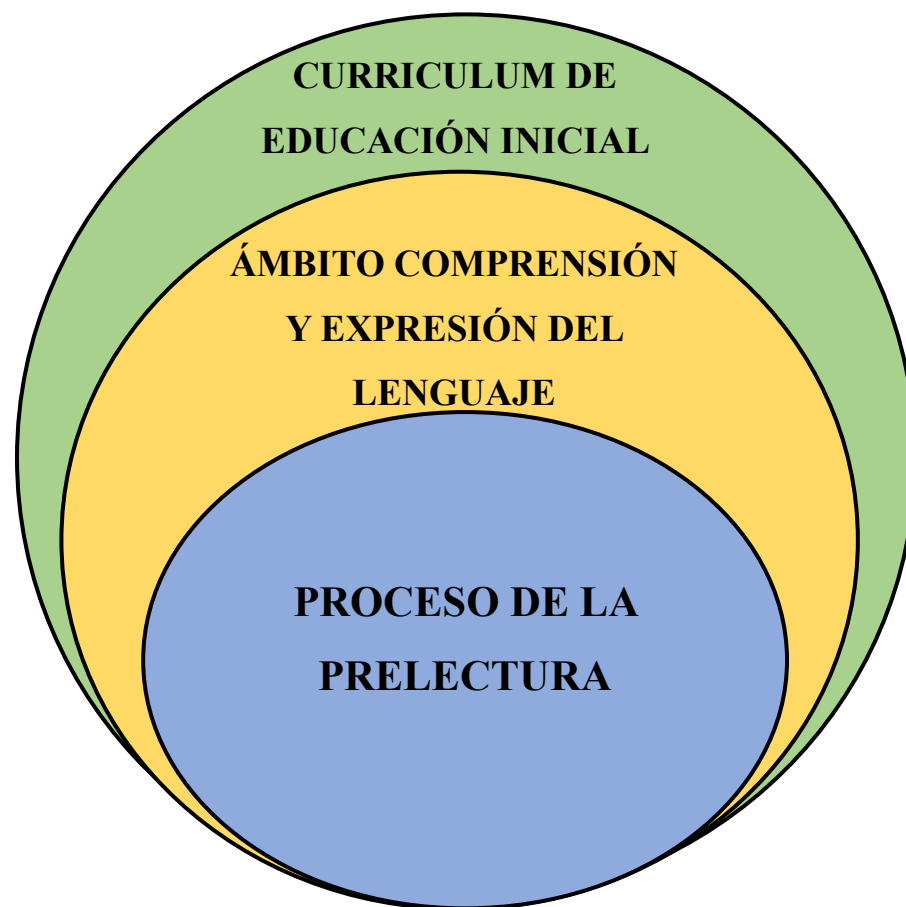 CURRICULUM DE
EDUCACIÓN INICIAL
ÁMBITO COMPRENSIÓN
Y EXPRESIÓN DEL
LENGUAJE
PROCESO DE LA
PRELECTURA